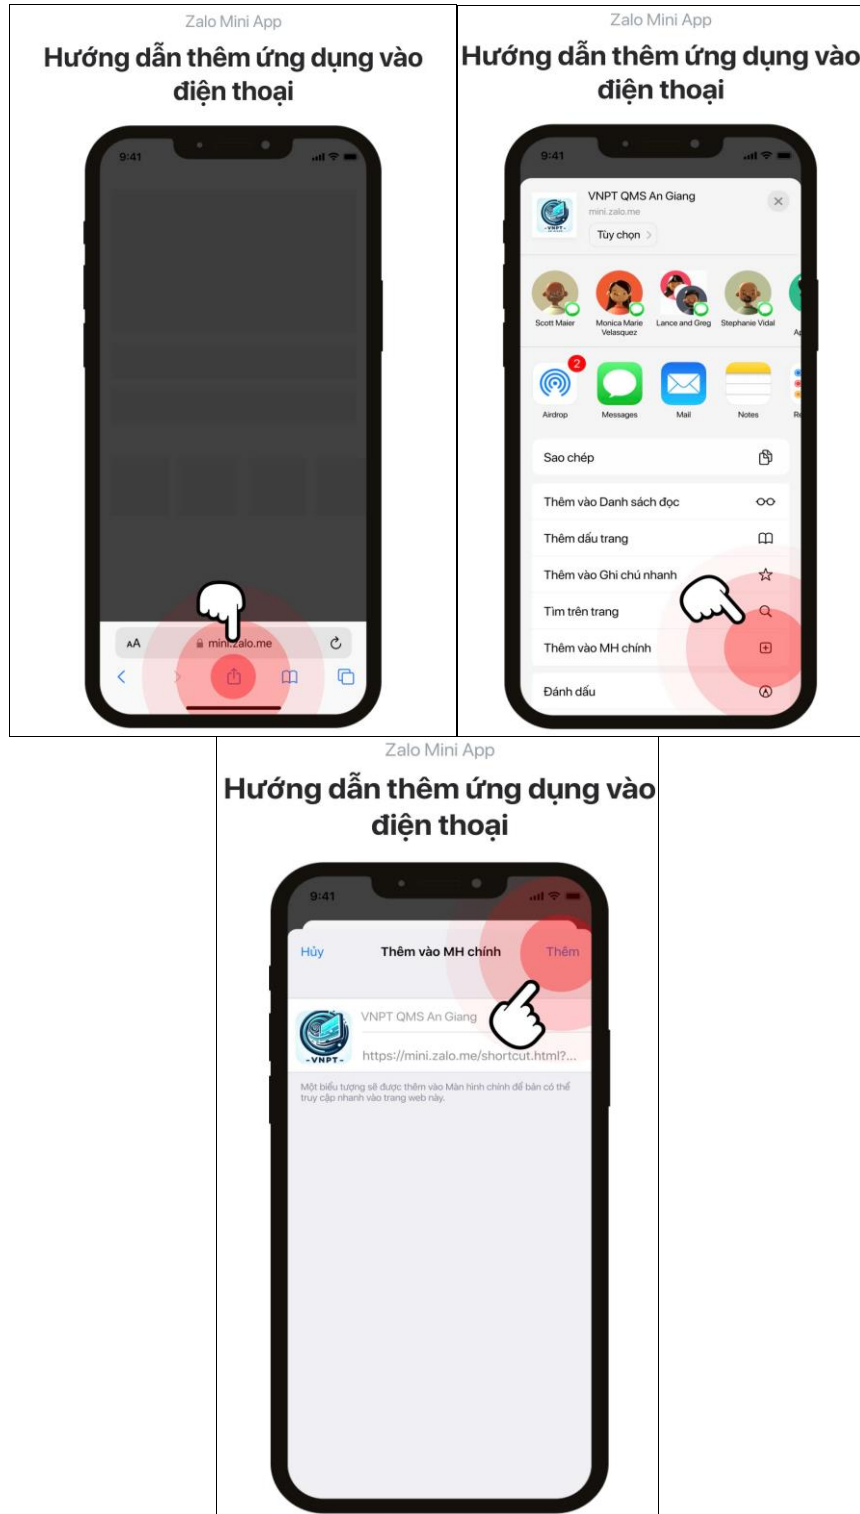 Zalo Mini App
Hướng dẫn thêm ứng dụng vào
điện thoại
9:41
AA
mini.zalo.me
Zalo Mini App
Hướng dẫn thêm ứng dụng vào
điện thoại
9:41
VNPT QMS An Giang
mini.zalo.me
Tùy chọn
-VNPT-
Scott Maier
Monica Marie
Velasquez
Lance and Greg
Stephanie Vidal
2
Airdrop
Messages
Mail
Notes
Sao chép
Thêm vào Danh sách đọc
Thêm dấu trang
Thêm vào Ghi chú nhanh
Tìm trên trang
Thêm vào MH chính
Đánh dấu
Zalo Mini App
Hướng dẫn thêm ứng dụng vào
điện thoại
9:41
Hủy
Thêm vào MH chính
Thêm
VNPT QMS An Giang
-VNPT-
https://mini.zalo.me/shortcut.html?...
Một biểu tượng sẽ được thêm vào Màn hình chính để bàn có thể
truy cập nhanh vào trang web này.